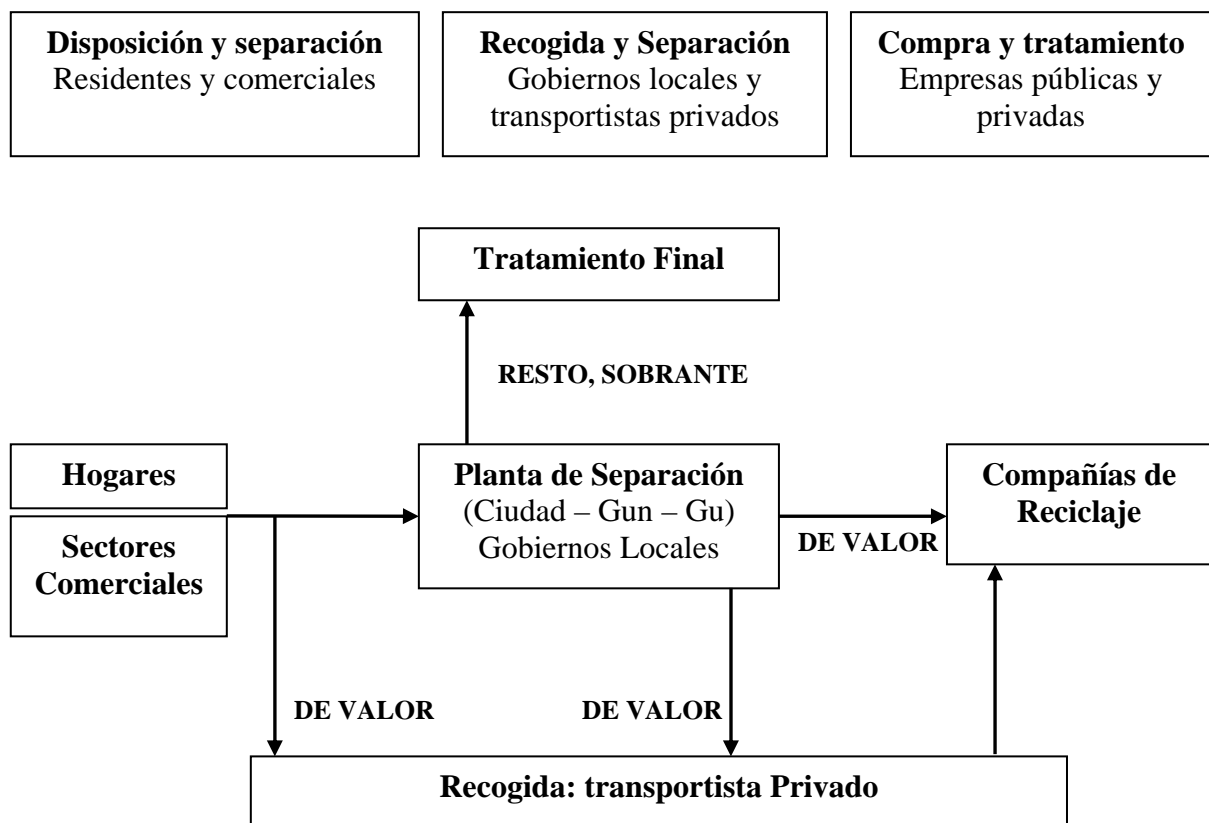 Disposición y separación
Residentes y comerciales
Recogida y Separación
Gobiernos locales y
transportistas privados
Compra y tratamiento
Empresas públicas y
privadas
Tratamiento Final
RESTO, SOBRANTE
Hogares
Sectores
Comerciales
Planta de Separación
(Ciudad – Gun – Gu)
Gobiernos Locales
DE VALOR
Compañías de
Reciclaje
DE VALOR
DE VALOR
Recogida: transportista Privado